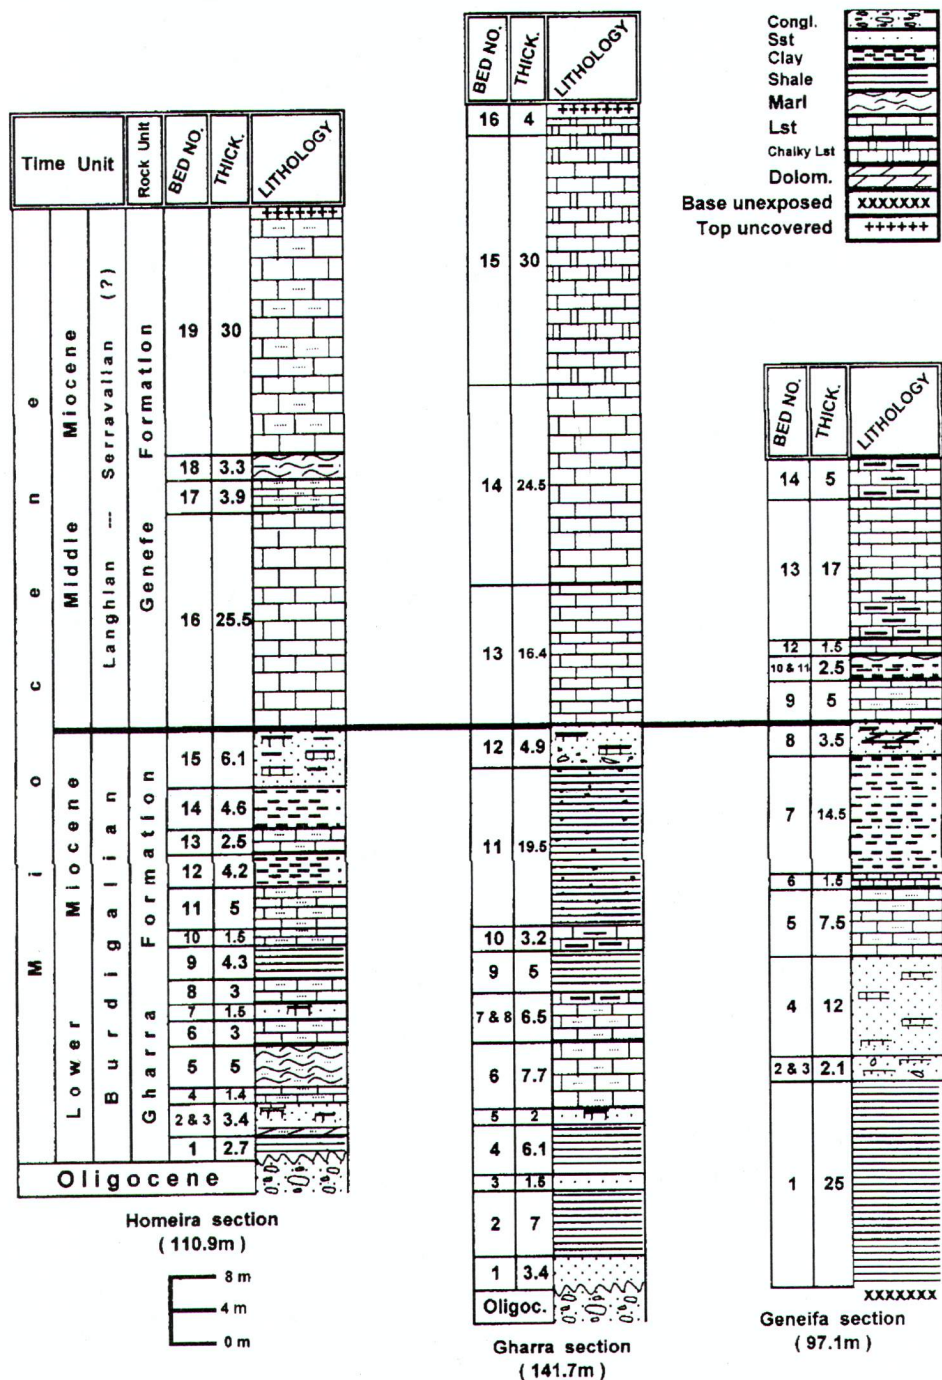 Congl.
Sst
Clay
Shale
Marl
Lst
Chalky Lst
Dolom.
Base unexposed xxxxxxx
Top uncovered ++++++
Time Unit Rock Unit BED NO. THICK. LITHOLOGY
Miocene
Middle Miocene
Langhian --- Serravallan (?)
Genefe Formation
Lower Miocene
Burdigalian
Gharra Formation
19 30
18 3.3
17 3.9
16 25.5
15 6.1
14 4.6
13 2.5
12 4.2
11 5
10 1.5
9 4.3
8 3
7 1.5
6 3
5 5
4 1.4
2 & 3 3.4
1 2.7
Oligocene
Homeira section
( 110.9m )
8 m
4 m
0 m
BED NO. THICK. LITHOLOGY
16 4
15 30
14 24.5
13 16.4
12 4.9
11 19.5
10 3.2
9 5
7 & 8 6.5
6 7.7
5 2
4 6.1
3 1.5
2 7
1 3.4
Oligoc.
Gharra section
( 141.7m )
BED NO. THICK. LITHOLOGY
14 5
13 17
12 1.5
10 & 11 2.5
9 5
8 3.5
7 14.5
6 1.5
5 7.5
4 12
2 & 3 2.1
1 25
xxxxxxx
Geneifa section
( 97.1m )